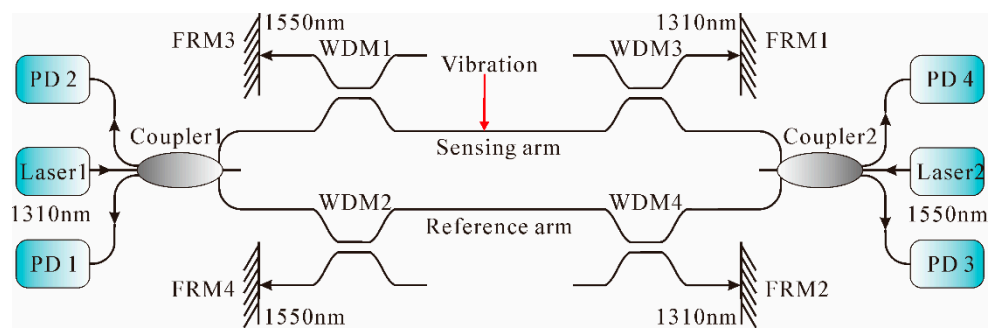 1550nm
1310nm
FRM3
WDM1
WDM3
FRM1
PD 2
Vibration
PD 4
Coupler1
Sensing arm
Coupler2
Laser1
Laser2
1310nm
WDM2
WDM4
1550nm
Reference arm
PD 1
PD 3
FRM4
FRM2
1550nm
1310nm